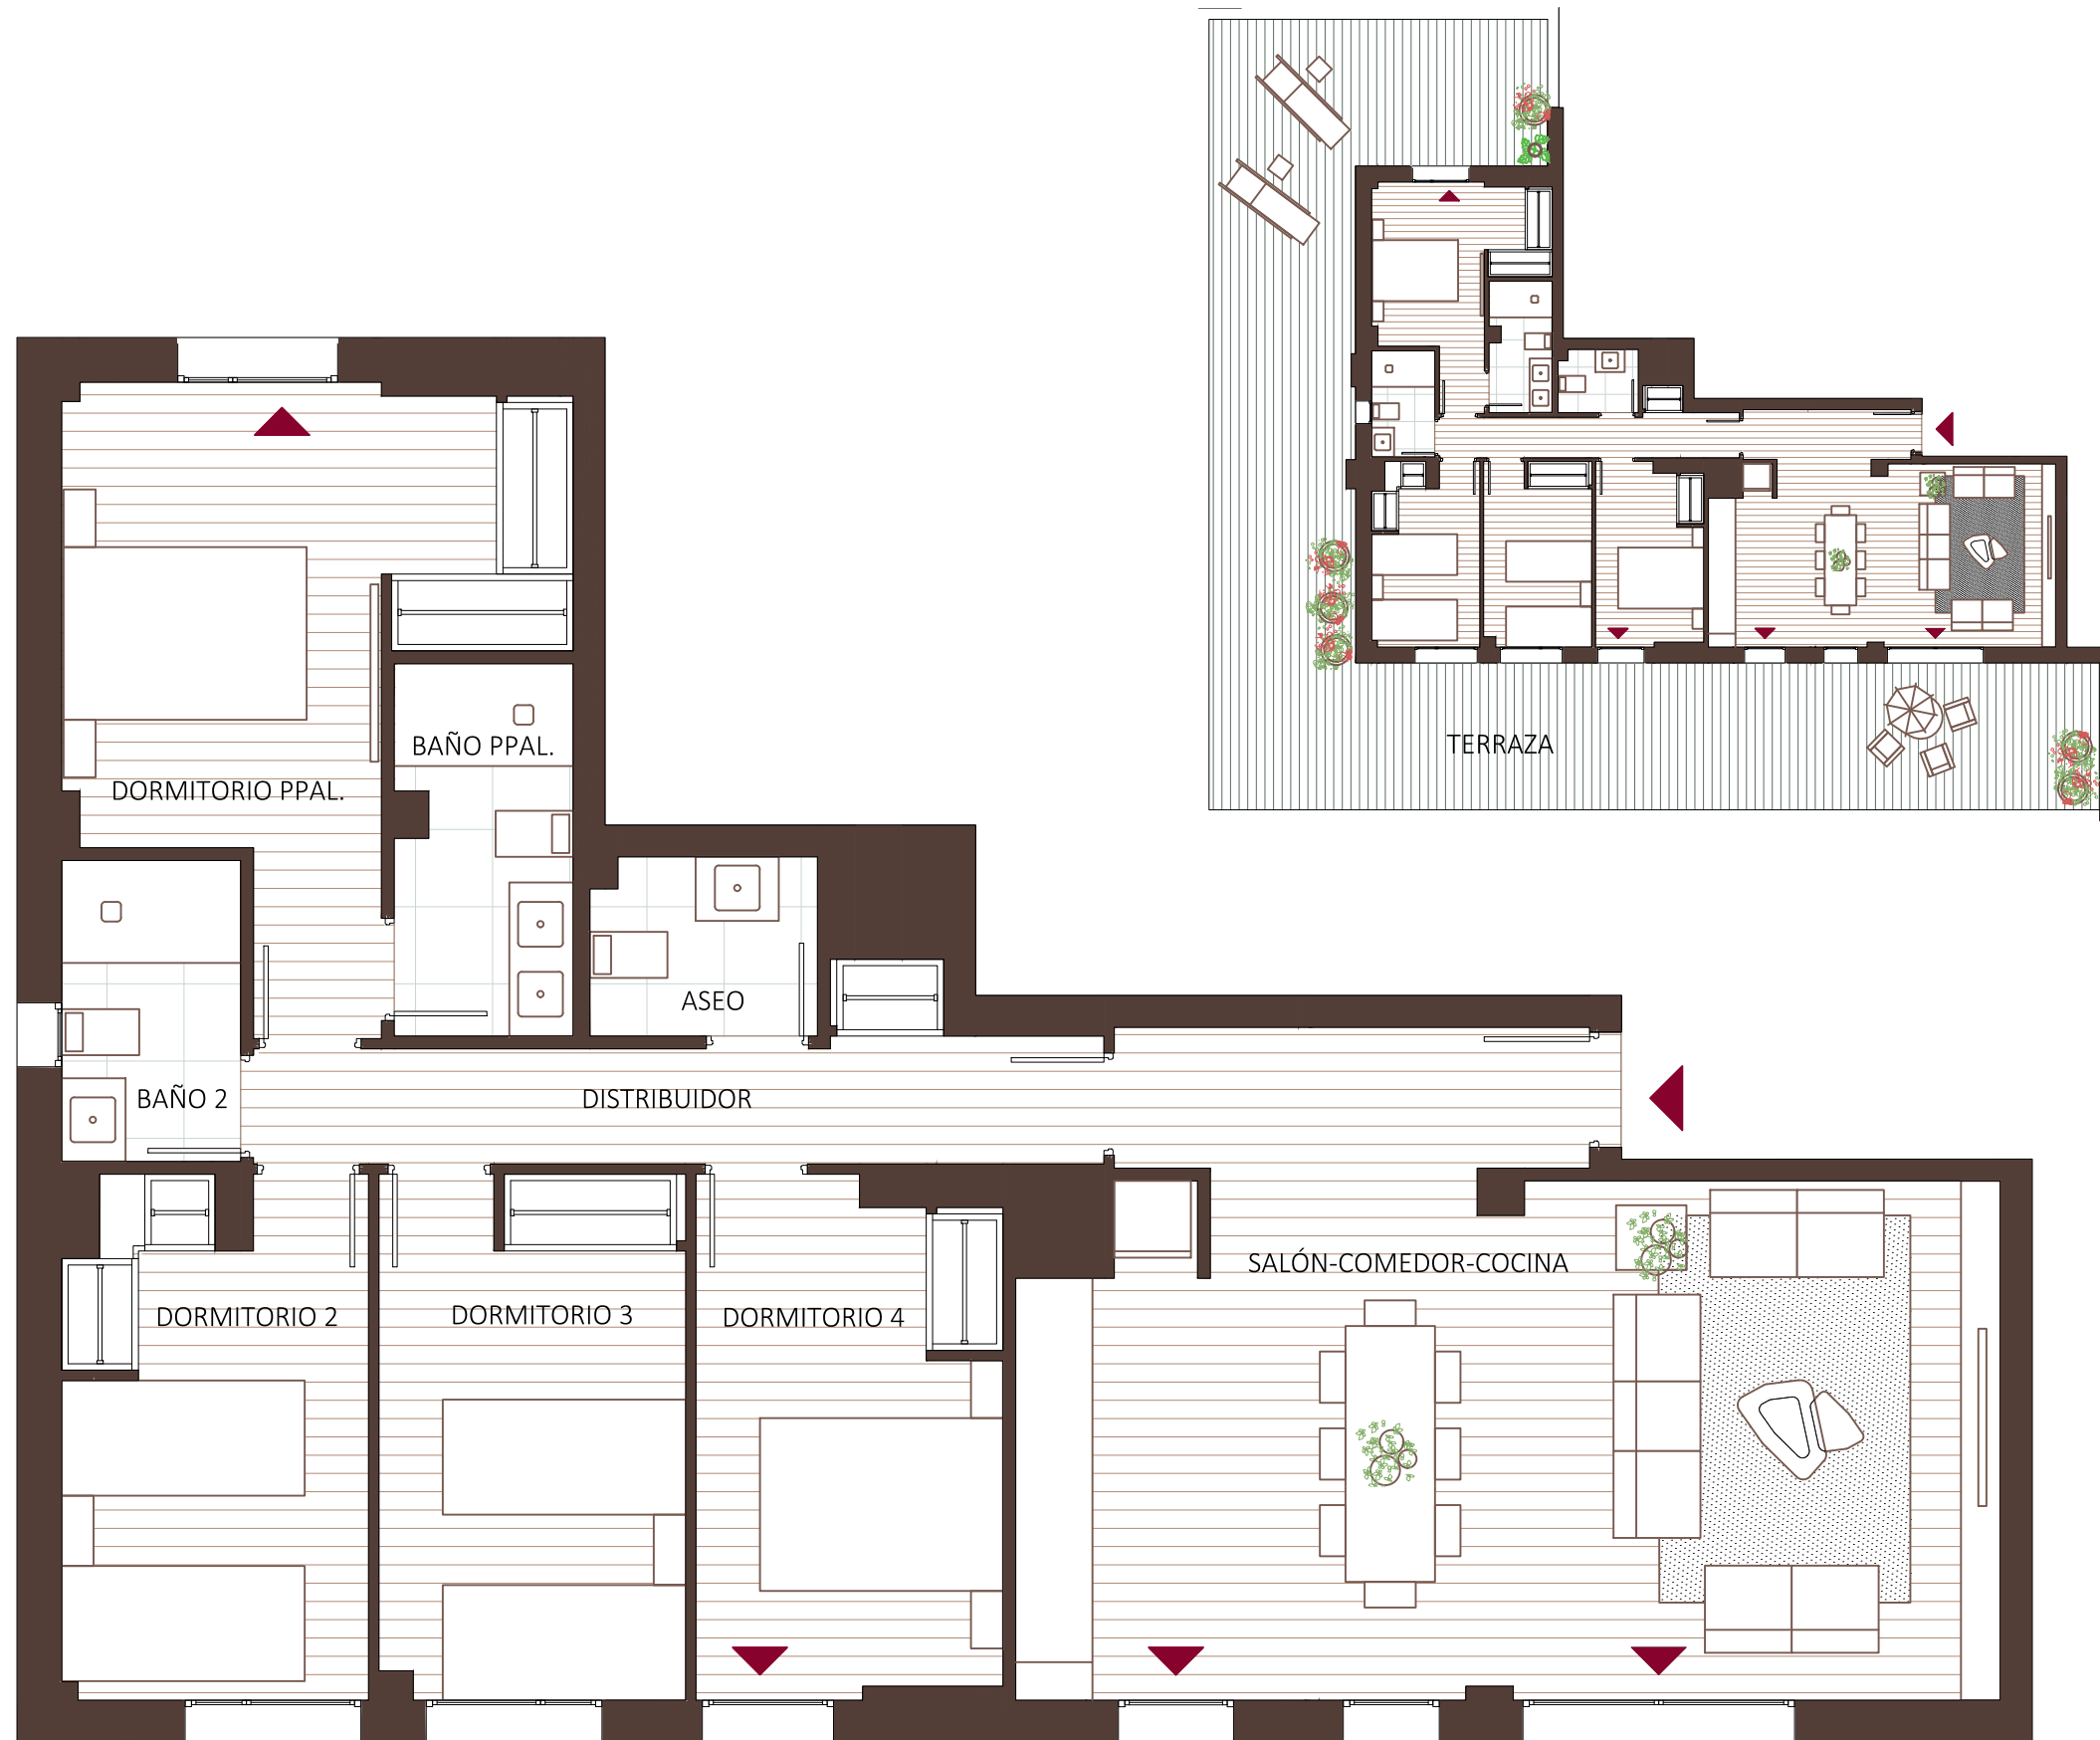 TERRAZA
BAÑO PPAL.
DORMITORIO PPAL.
ASEO
BAÑO 2
DISTRIBUIDOR
SALÓN-COMEDOR-COCINA
DORMITORIO 2
DORMITORIO 3
DORMITORIO 4